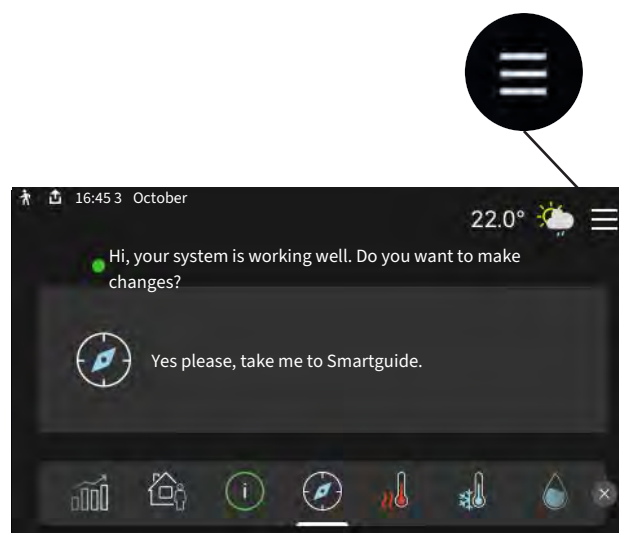 16:45 3 October
22.0°
Hi, your system is working well. Do you want to make
changes?
Yes please, take me to Smartguide.
i